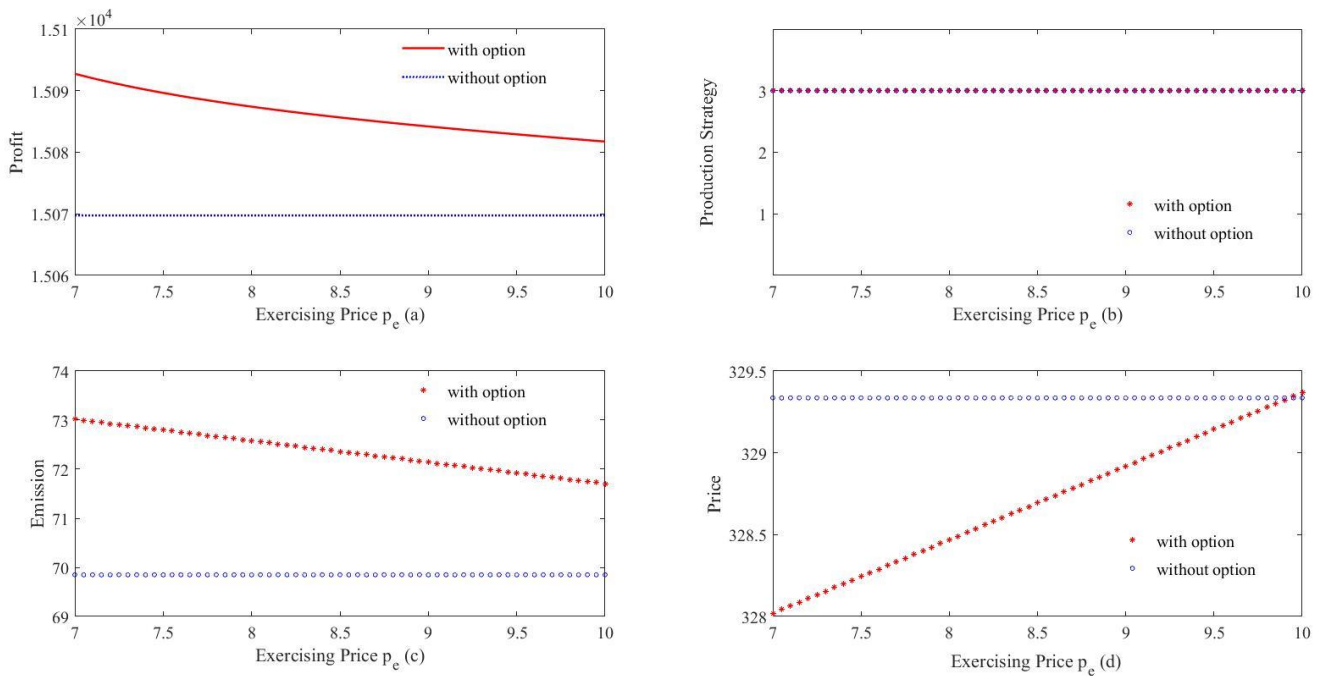 ×10⁴
1.51
1.509
1.508
1.507
1.506
Profit
with option
without option
7 7.5 8 8.5 9 9.5 10
Exercising Price p_e (a)
3
2
1
Production Strategy
with option
without option
7 7.5 8 8.5 9 9.5 10
Exercising Price p_e (b)
74
73
72
71
70
69
Emission
with option
without option
7 7.5 8 8.5 9 9.5 10
Exercising Price p_e (c)
329.5
329
328.5
328
Price
with option
without option
7 7.5 8 8.5 9 9.5 10
Exercising Price p_e (d)